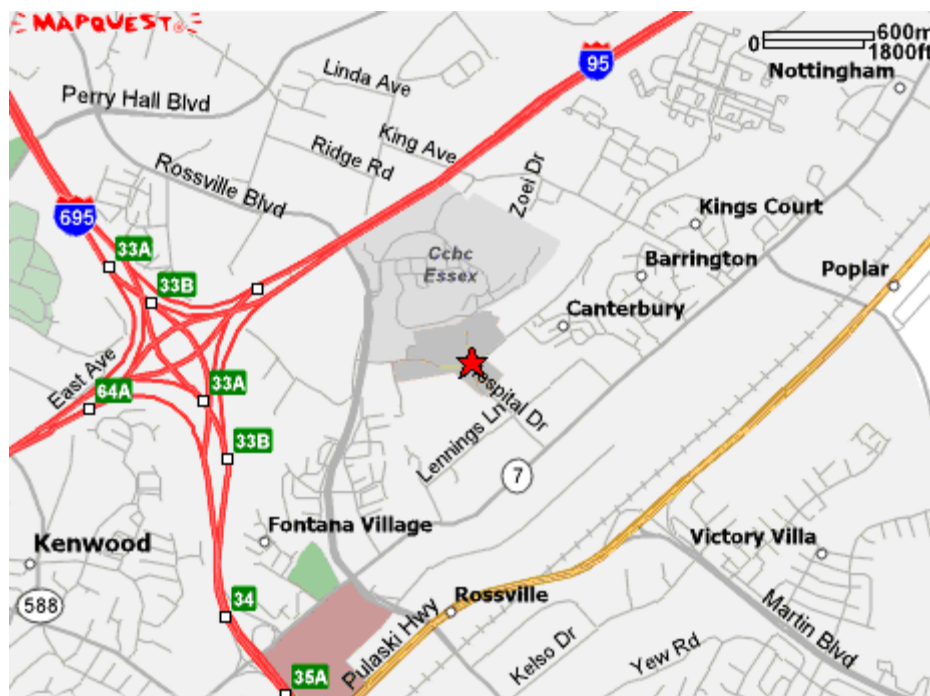 MAPQUEST
0 600m
1800ft
95
Nottingham
Linda Ave
Perry Hall Blvd
King Ave
Ridge Rd
Rossville Blvd
Zoei Dr
695
Kings Court
33A
Ccbc
Essex
Barrington
Poplar
33B
Canterbury
East Ave
64A
33A
Hospital Dr
33B
Lennings Ln
7
Fontana Village
Kenwood
Victory Villa
588
34
Rossville
Pulaski Hwy
Martin Blvd
Kelso Dr
Yew Rd
35A